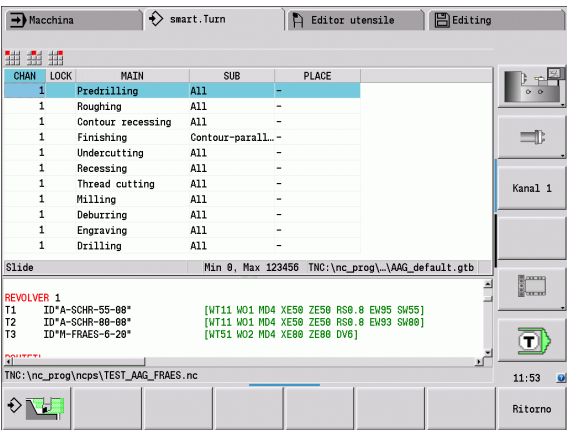 Macchina
smart.Turn
Editor utensile
Editing
CHAN LOCK MAIN SUB PLACE
1 Predrilling All –
1 Roughing All –
1 Contour recessing All –
1 Finishing Contour-parall… –
1 Undercutting All –
1 Recessing All –
1 Thread cutting All –
1 Milling All –
1 Deburring All –
1 Engraving All –
1 Drilling All –
Kanal 1
Slide Min 0, Max 123456 TNC:\nc_prog\…\AAG_default.gtb
REVOLVER 1
T1 ID"A-SCHR-55-08" [WT11 WO1 MD4 XE50 ZE50 RS0.8 EW95 SW55]
T2 ID"A-SCHR-80-08" [WT11 WO1 MD4 XE50 ZE50 RS0.8 EW93 SW80]
T3 ID"M-FRAES-6-20" [WT51 WO2 MD4 XE80 ZE80 DV6]
T
TNC:\nc_prog\ncps\TEST_AAG_FRAES.nc
11:53
Ritorno